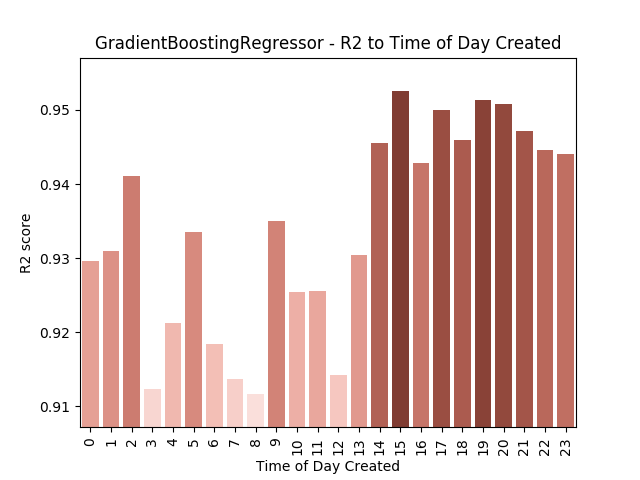 GradientBoostingRegressor - R2 to Time of Day Created
0.95
0.94
0.93
0.92
0.91
R2 score
0 1 2 3 4 5 6 7 8 9 10 11 12 13 14 15 16 17 18 19 20 21 22 23
Time of Day Created